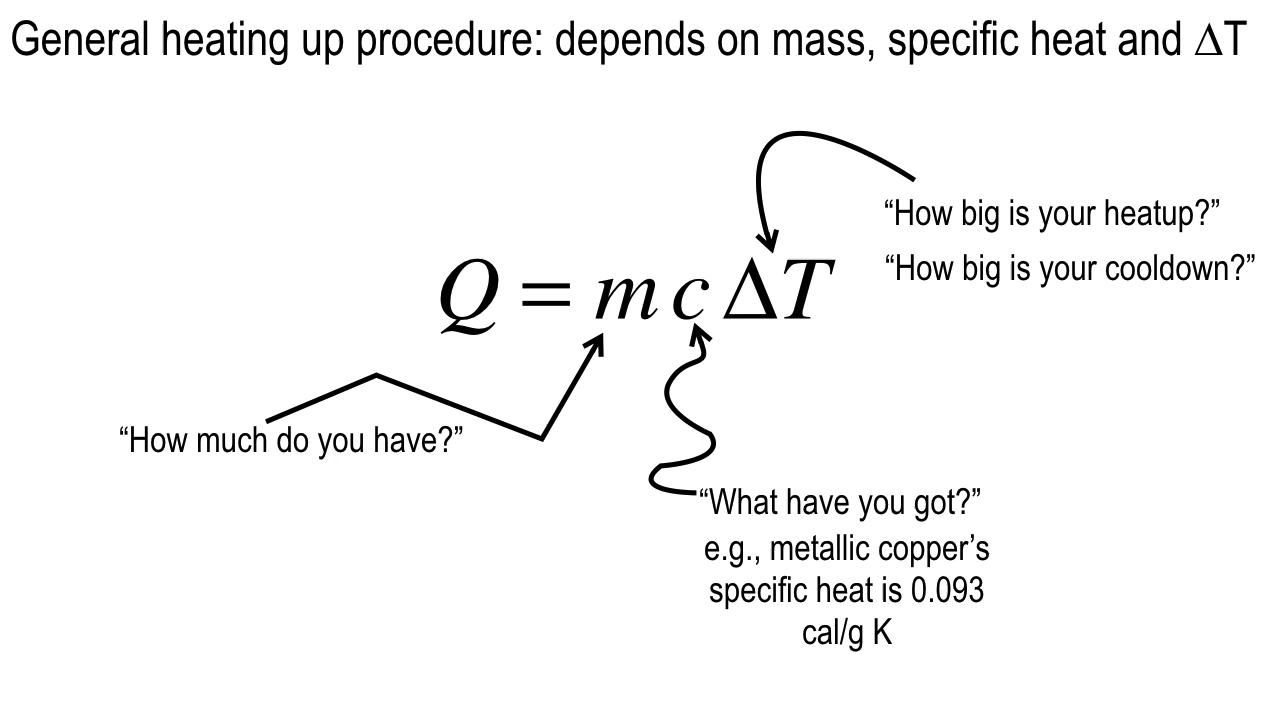 General heating up procedure: depends on mass, specific heat and ΔT
“How big is your heatup?”
“How big is your cooldown?”
Q = m c ΔT
“How much do you have?”
“What have you got?”
e.g., metallic copper’s
specific heat is 0.093
cal/g K